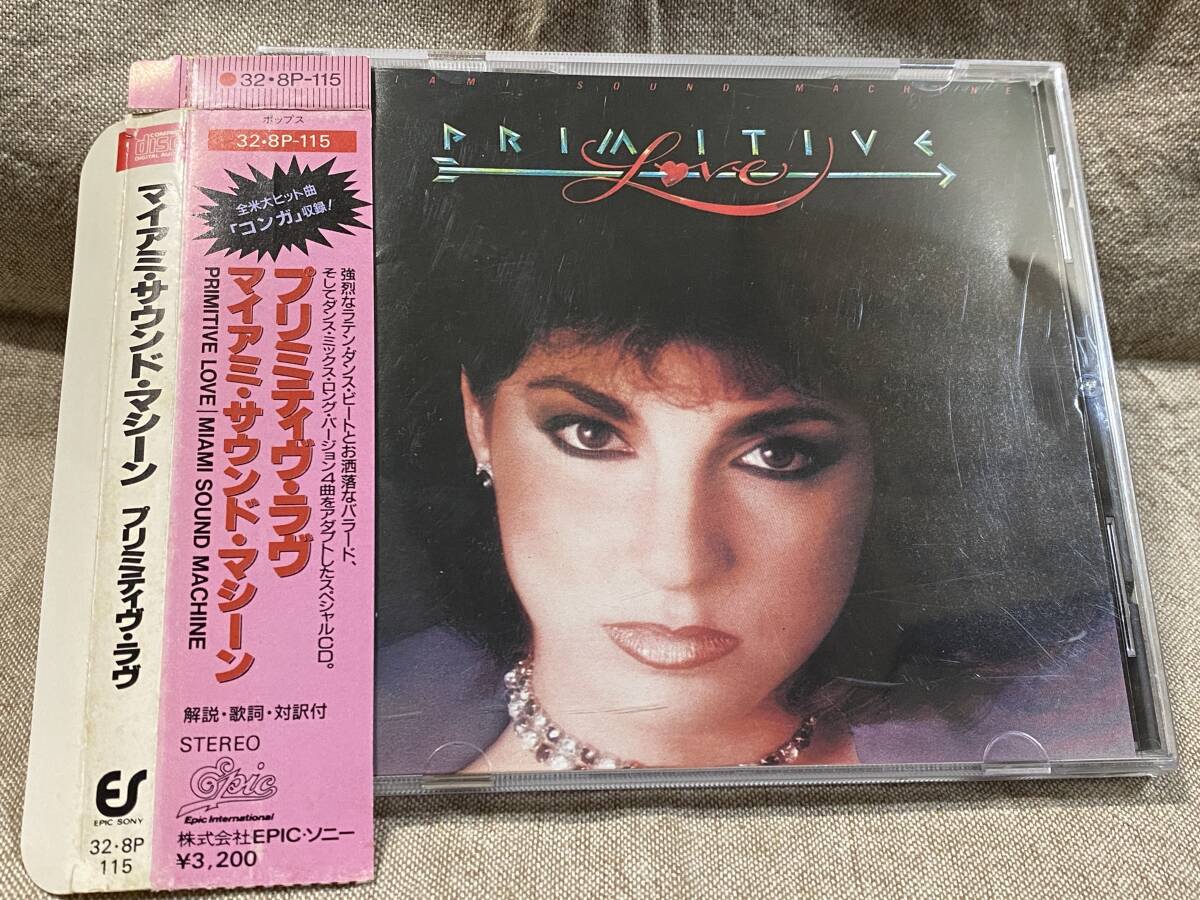 COMPACT
disc
DIGITAL AUDIO
マイアミ・サウンド・マシーン プリミティヴ・ラヴ
ES
EPIC SONY
32・8P
115
●32・8P-115
ポップス
32・8P-115
全米大ヒット曲
「コンガ」収録!
強烈なラテン・ダンス・ビートとお洒落なバラード、
そしてダンス・ミックス・ロング・バージョン4曲をアダプトしたスペシャルCD。
プリミティヴ・ラヴ
マイアミ・サウンド・マシーン
PRIMITIVE LOVE | MIAMI SOUND MACHINE
解説・歌詞・対訳付
STEREO
Epic
Epic International
株式会社EPIC・ソニー
¥3,200
IAMI SOUND MACHINE
PRIMITIVE
Love